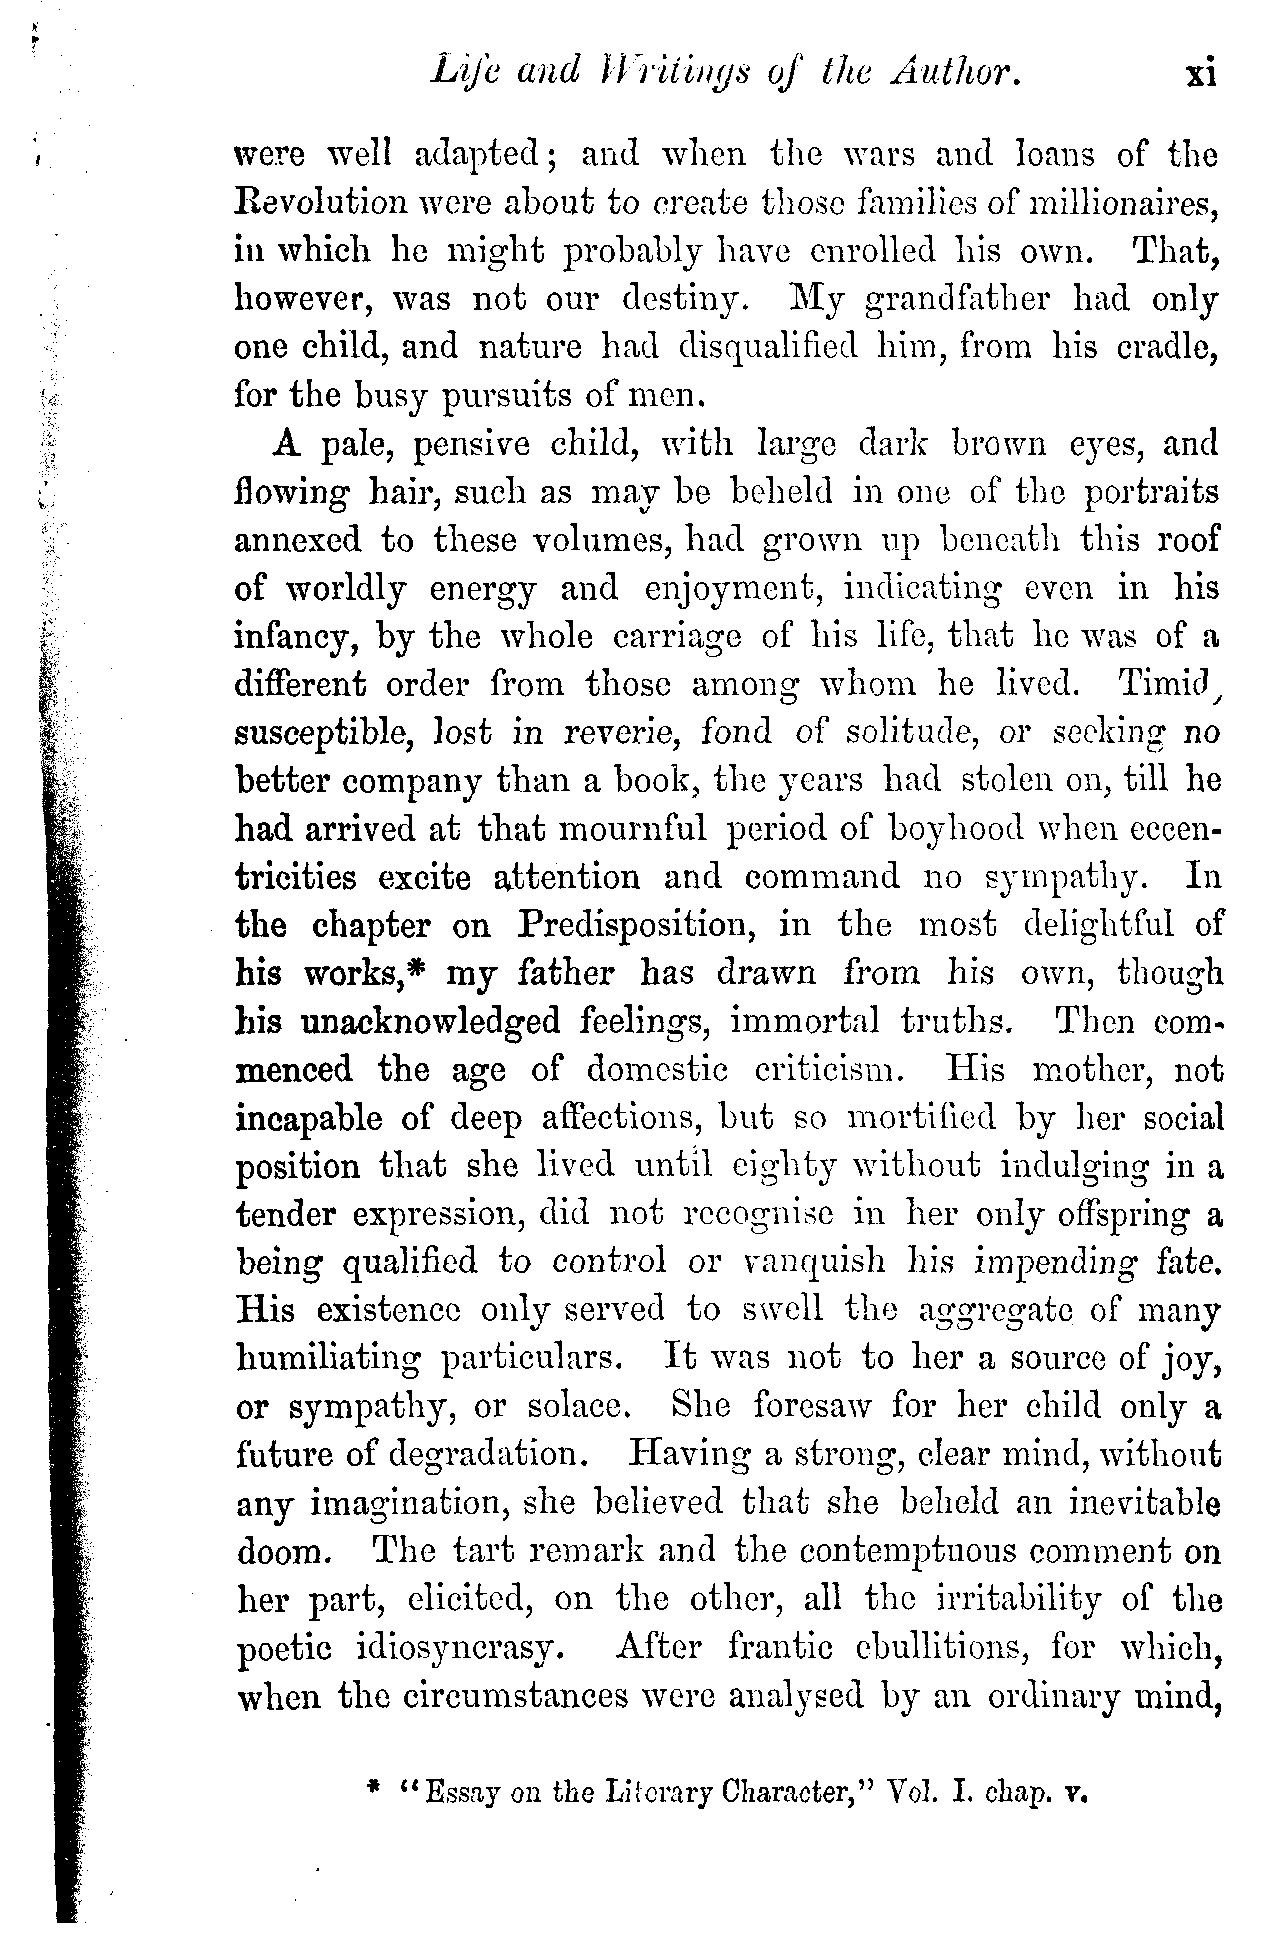 Life and Writings of the Author. xi
were well adapted; and when the wars and loans of the
Revolution were about to create those families of millionaires,
in which he might probably have enrolled his own. That,
however, was not our destiny. My grandfather had only
one child, and nature had disqualified him, from his cradle,
for the busy pursuits of men.
A pale, pensive child, with large dark brown eyes, and
flowing hair, such as may be beheld in one of the portraits
annexed to these volumes, had grown up beneath this roof
of worldly energy and enjoyment, indicating even in his
infancy, by the whole carriage of his life, that he was of a
different order from those among whom he lived. Timid,
susceptible, lost in reverie, fond of solitude, or seeking no
better company than a book, the years had stolen on, till he
had arrived at that mournful period of boyhood when eccen-
tricities excite attention and command no sympathy. In
the chapter on Predisposition, in the most delightful of
his works,* my father has drawn from his own, though
his unacknowledged feelings, immortal truths. Then com-
menced the age of domestic criticism. His mother, not
incapable of deep affections, but so mortified by her social
position that she lived until eighty without indulging in a
tender expression, did not recognise in her only offspring a
being qualified to control or vanquish his impending fate.
His existence only served to swell the aggregate of many
humiliating particulars. It was not to her a source of joy,
or sympathy, or solace. She foresaw for her child only a
future of degradation. Having a strong, clear mind, without
any imagination, she believed that she beheld an inevitable
doom. The tart remark and the contemptuous comment on
her part, elicited, on the other, all the irritability of the
poetic idiosyncrasy. After frantic ebullitions, for which,
when the circumstances were analysed by an ordinary mind,
* "Essay on the Literary Character," Vol. I. chap. v.